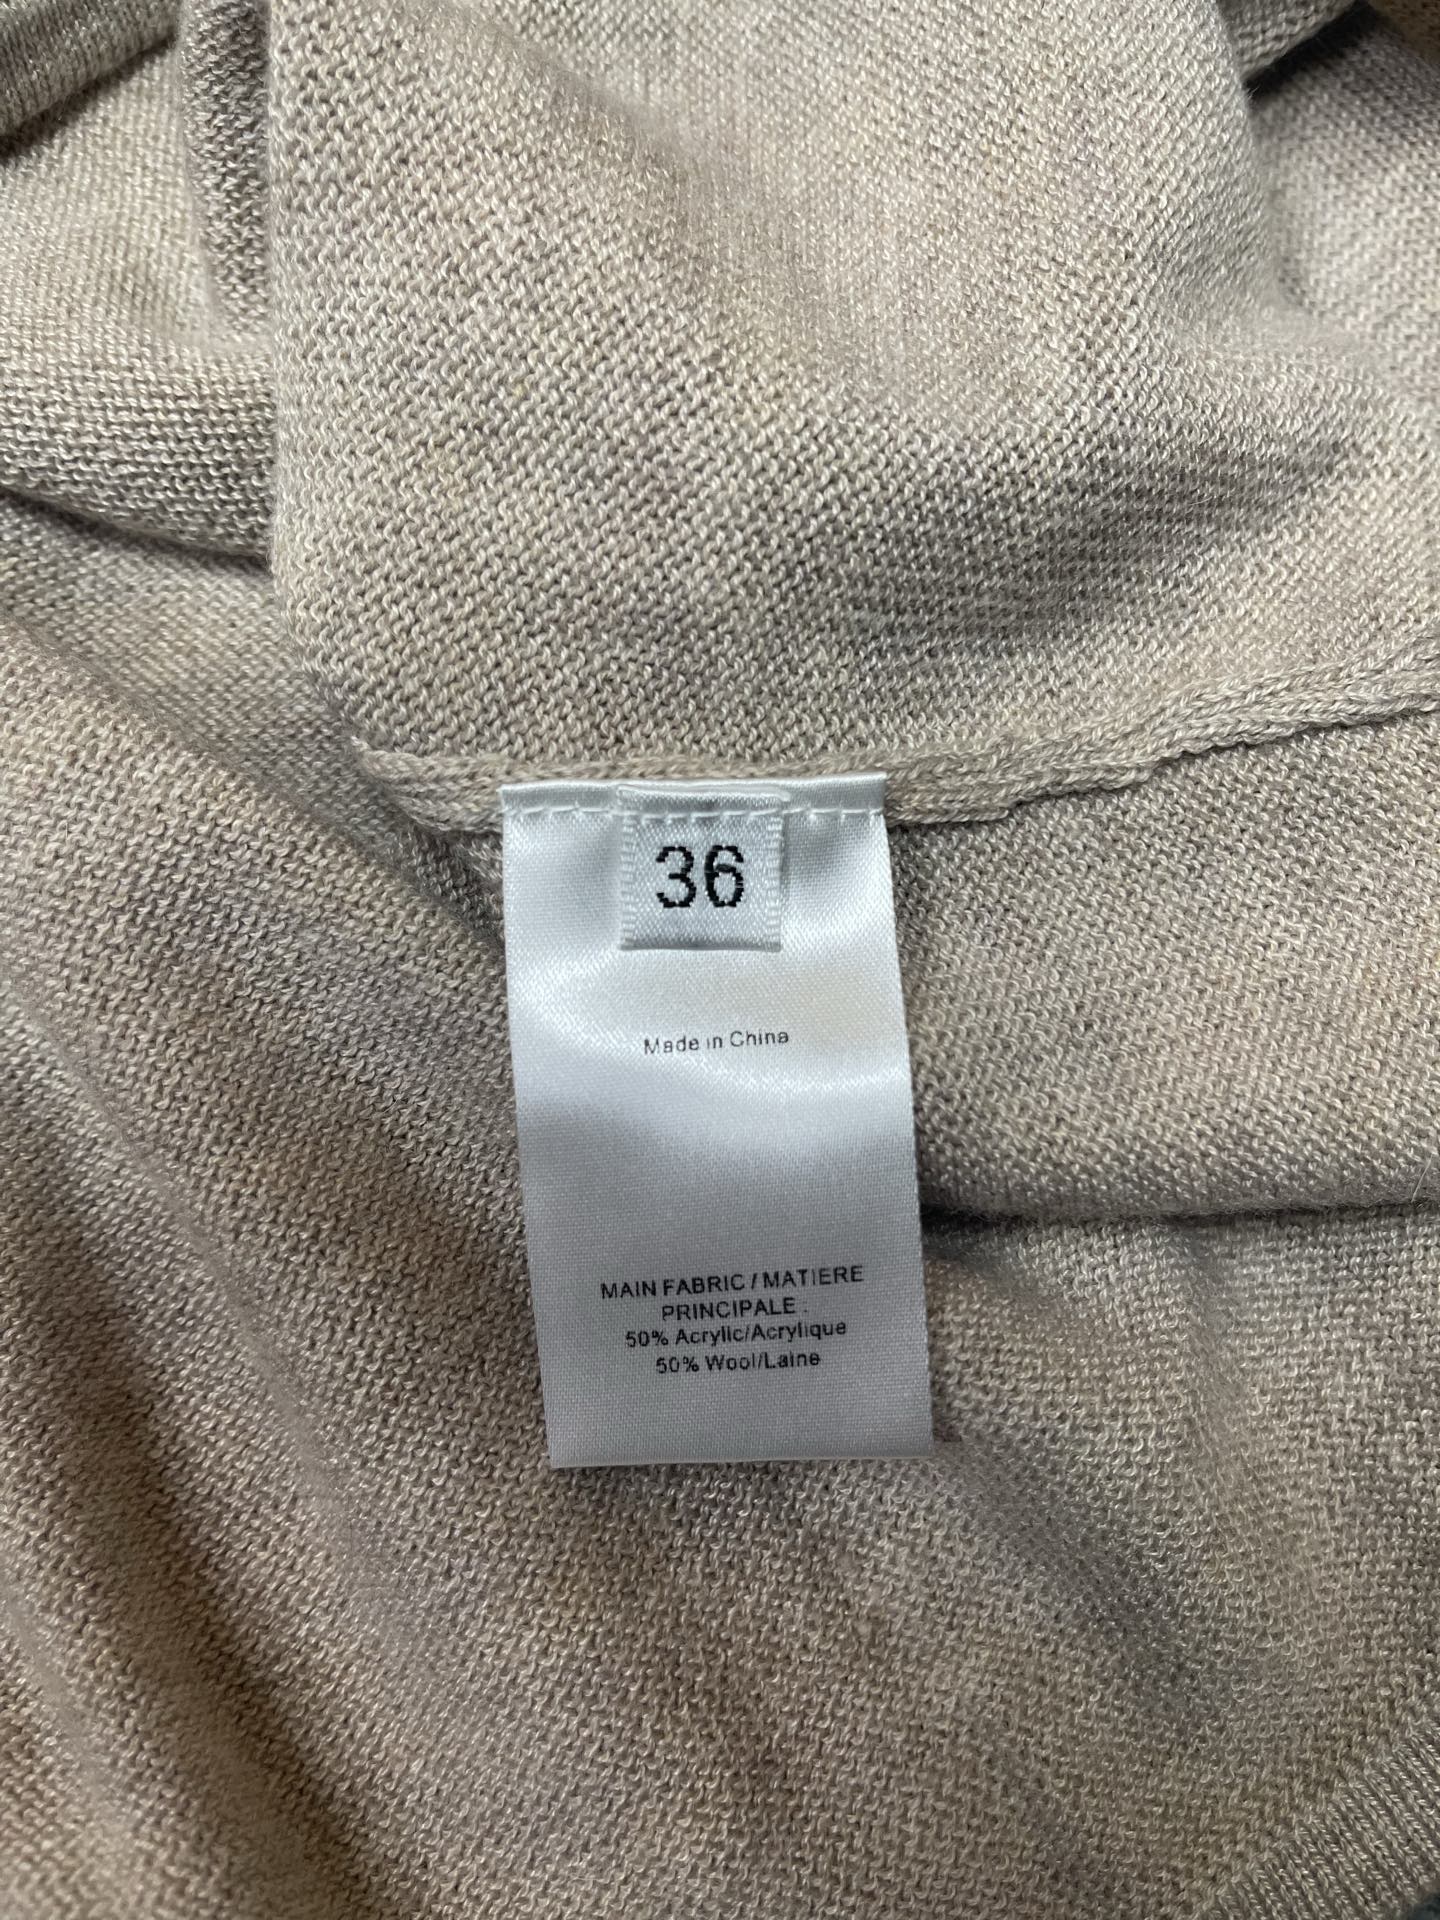 36
Made in China
MAIN FABRIC / MATIERE
PRINCIPALE :
50% Acrylic/Acrylique
50% Wool/Laine